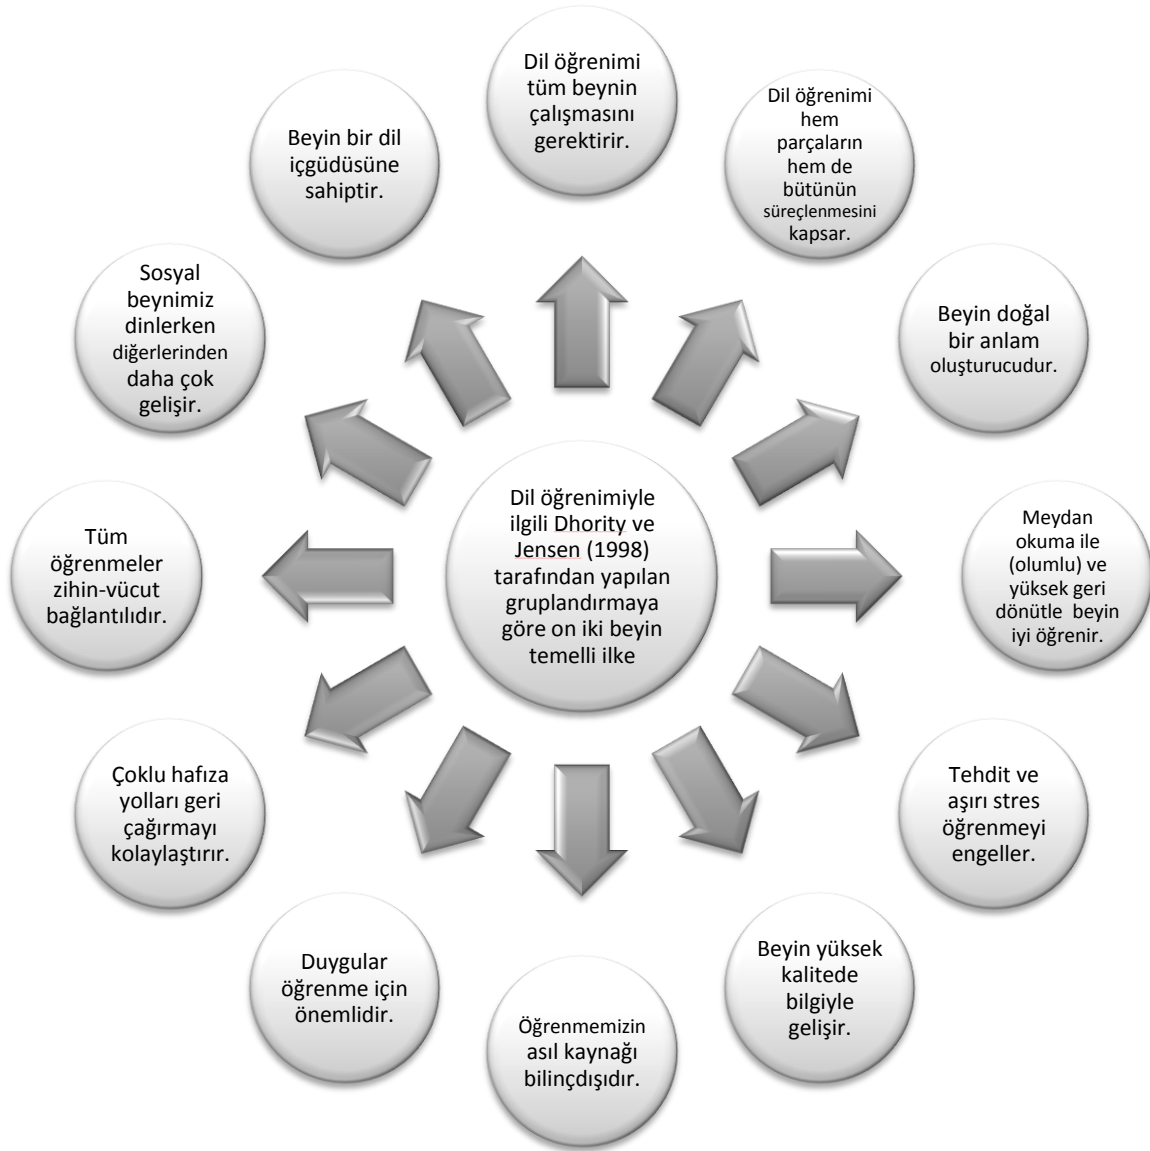 Dil öğrenimi
tüm beynin
çalışmasını
gerektirir.
Dil öğrenimi
hem
parçaların
hem de
bütünün
süreçlenmesini
kapsar.
Beyin doğal
bir anlam
oluşturucudur.
Meydan
okuma ile
(olumlu) ve
yüksek geri
dönütle beyin
iyi öğrenir.
Tehdit ve
aşırı stres
öğrenmeyi
engeller.
Beyin yüksek
kalitede
bilgiyle
gelişir.
Öğrenmemizin
asıl kaynağı
bilinçdışıdır.
Duygular
öğrenme için
önemlidir.
Çoklu hafıza
yolları geri
çağırmayı
kolaylaştırır.
Tüm
öğrenmeler
zihin-vücut
bağlantılıdır.
Sosyal
beynimiz
dinlerken
diğerlerinden
daha çok
gelişir.
Beyin bir dil
içgüdüsüne
sahiptir.
Dil öğrenimiyle
ilgili Dhority ve
Jensen (1998)
tarafından yapılan
gruplandırmaya
göre on iki beyin
temelli ilke